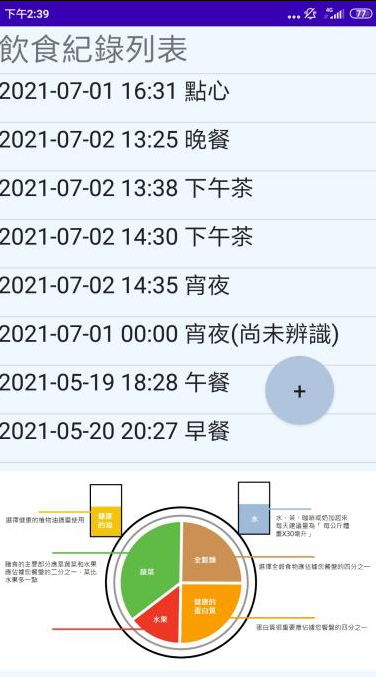 下午2:39
4G
77
飲食紀錄列表
2021-07-01 16:31 點心
2021-07-02 13:25 晚餐
2021-07-02 13:38 下午茶
2021-07-02 14:30 下午茶
2021-07-02 14:35 宵夜
2021-07-01 00:00 宵夜(尚未辨識)
2021-05-19 18:28 午餐
+
2021-05-20 20:27 早餐
選擇健康的植物油適量使用
健康
的油
水
水、茶、咖啡或奶加起來
每天建議量為「每公斤體
重X30毫升」
膳食的主要部分應是蔬菜和水果
應佔據您餐盤的二分之一，菜比
水果多一點
蔬菜
全穀類
選擇全穀食物應佔據您餐盤的四分之一
健康的
蛋白質
水果
蛋白質很重要應佔據您餐盤的四分之一